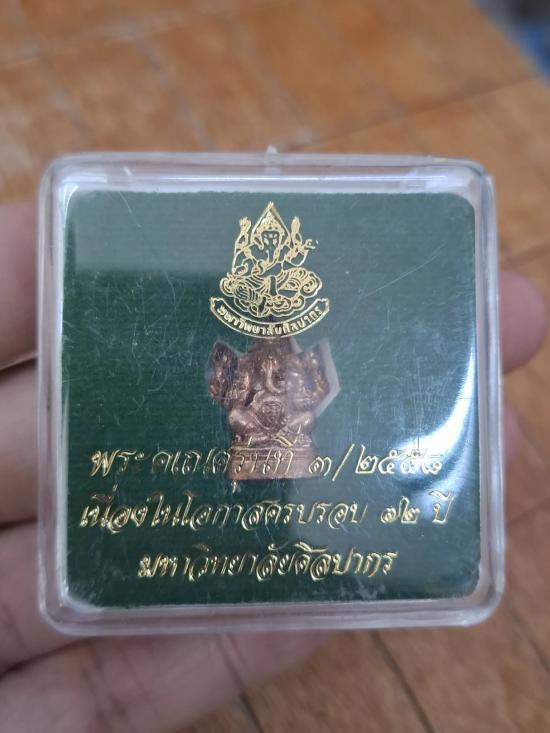 มหาวิทยาลัยศิลปากร
พระคเณศรุ่นที่ ๓/๒๕๕๘
เนื่องในโอกาสครบรอบ ๗๒ ปี
มหาวิทยาลัยศิลปากร